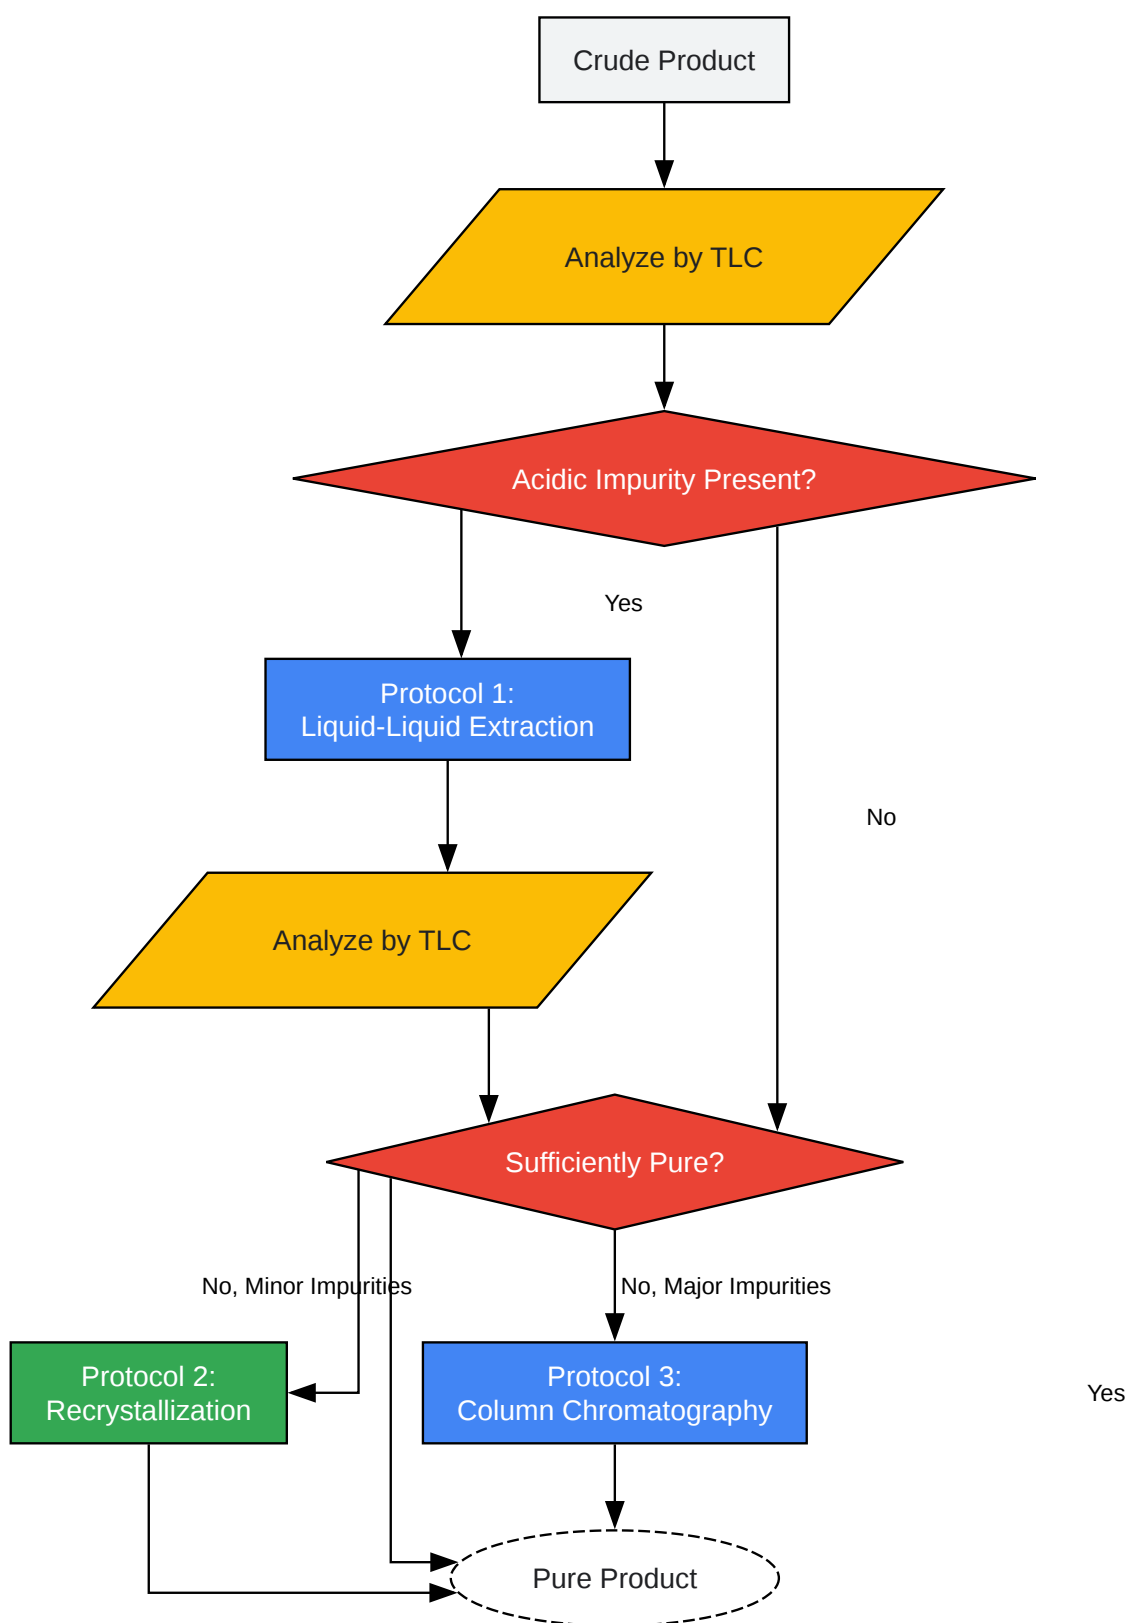 Crude Product
Analyze by TLC
Acidic Impurity Present?
Yes
Protocol 1:
Liquid-Liquid Extraction
No
Analyze by TLC
Sufficiently Pure?
No, Minor Impurities
No, Major Impurities
Protocol 2:
Recrystallization
Protocol 3:
Column Chromatography
Yes
Pure Product